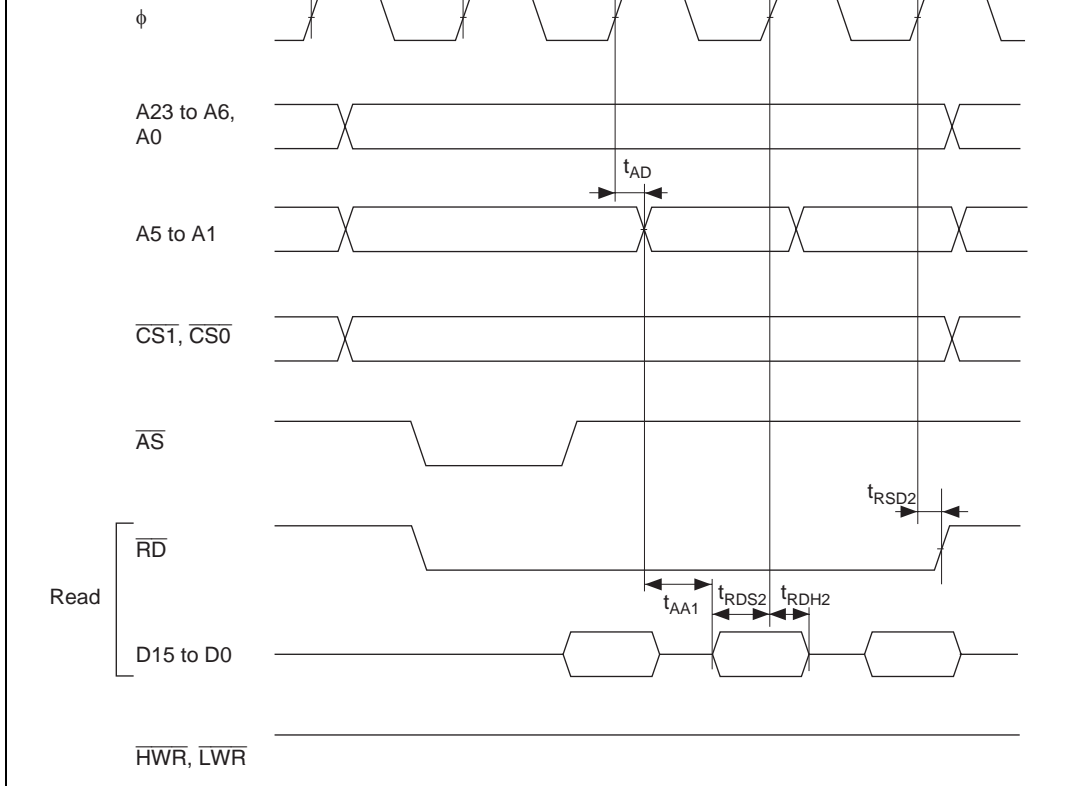 ϕ
A23 to A6,
A0
tAD
A5 to A1
CS1, CS0
AS
tRSD2
RD
Read
tAA1
tRDS2
tRDH2
D15 to D0
HWR, LWR